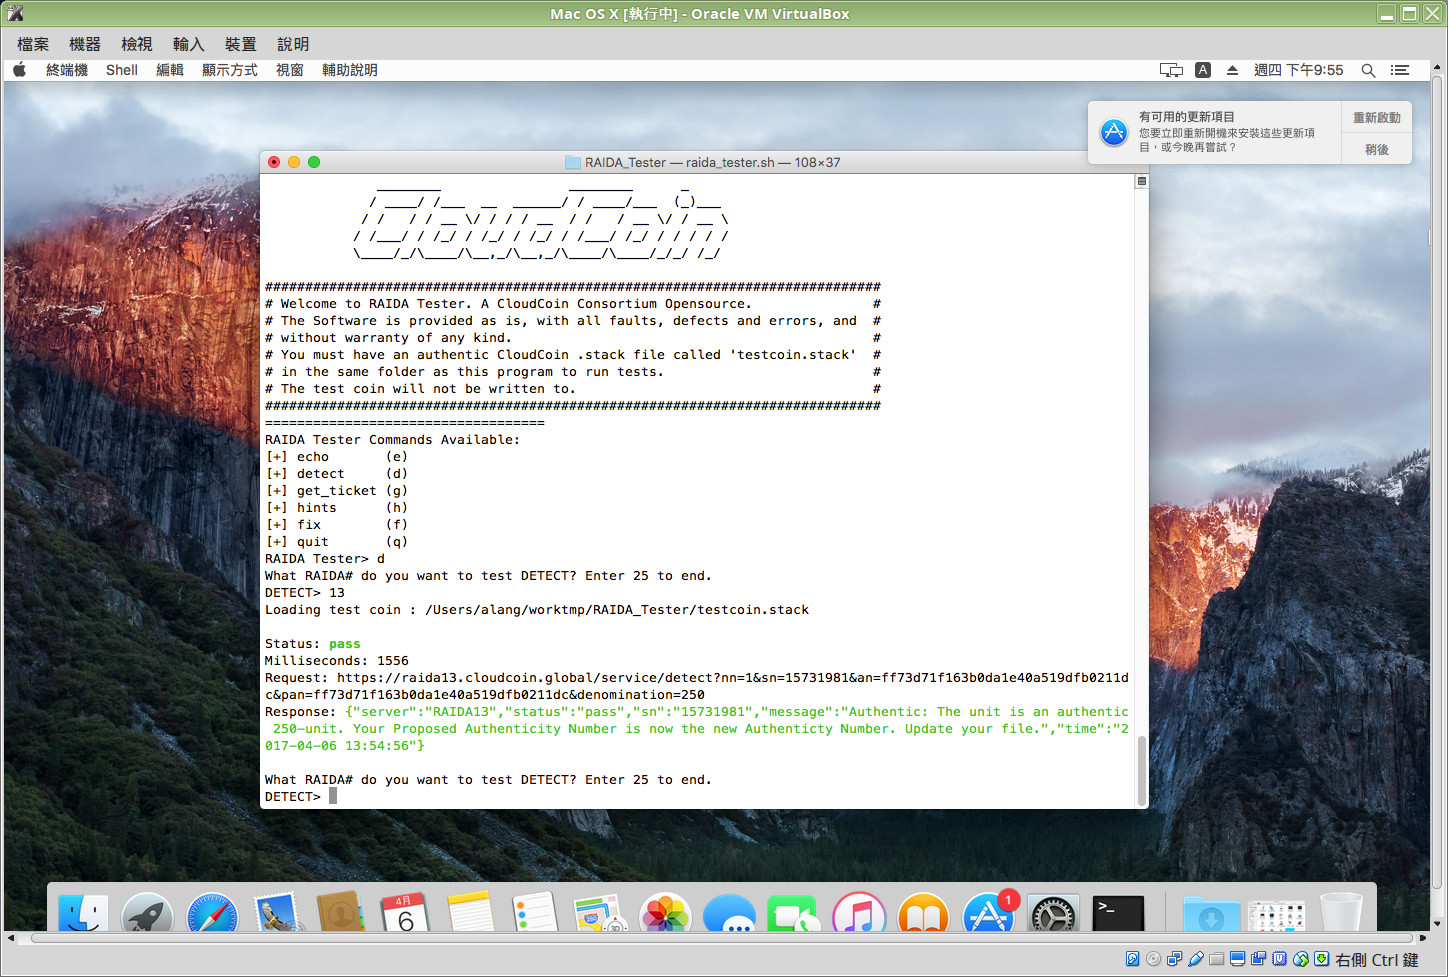 Mac OS X [執行中] - Oracle VM VirtualBox
檔案 機器 檢視 輸入 裝置 說明
終端機 Shell 編輯 顯示方式 視窗 輔助說明 A 週四 下午9:55
有可用的更新項目
您要立即重新開機來安裝這些更新項
目，或今晚再嘗試？
重新啟動
稍後
RAIDA_Tester — raida_tester.sh — 108×37
CloudCoin
############################################################################# 
# Welcome to RAIDA Tester. A CloudCoin Consortium Opensource. #
# The Software is provided as is, with all faults, defects and errors, and #
# without warranty of any kind. #
# You must have an authentic CloudCoin .stack file called 'testcoin.stack' #
# in the same folder as this program to run tests. #
# The test coin will not be written to. #
#############################################################################
===================================
RAIDA Tester Commands Available:
[+] echo (e)
[+] detect (d)
[+] get_ticket (g)
[+] hints (h)
[+] fix (f)
[+] quit (q)
RAIDA Tester> d
What RAIDA# do you want to test DETECT? Enter 25 to end.
DETECT> 13
Loading test coin : /Users/alang/worktmp/RAIDA_Tester/testcoin.stack
Status: pass
Milliseconds: 1556
Request: https://raida13.cloudcoin.global/service/detect?nn=1&sn=15731981&an=ff73d71f163b0da1e40a519dfb0211d
c&pan=ff73d71f163b0da1e40a519dfb0211dc&denomination=250
Response: {"server":"RAIDA13","status":"pass","sn":"15731981","message":"Authentic: The unit is an authentic
250-unit. Your Proposed Authenticity Number is now the new Authenticty Number. Update your file.","time":"2
017-04-06 13:54:56"}
What RAIDA# do you want to test DETECT? Enter 25 to end.
DETECT>
4月
6
280
3D
1
>_
右側 Ctrl 鍵